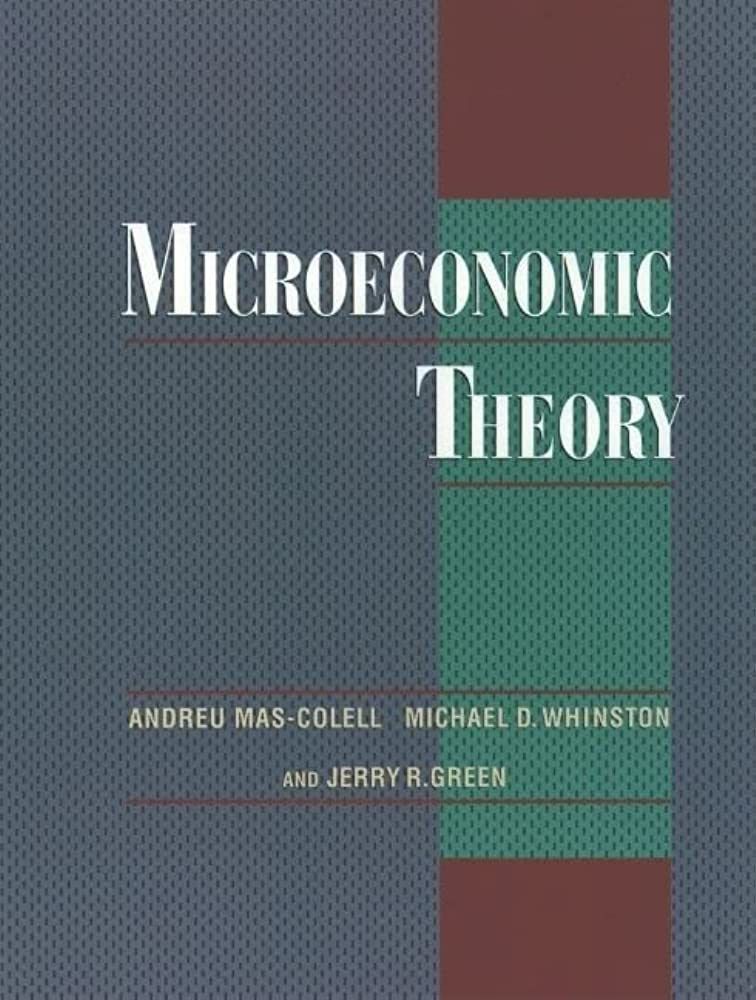 MICROECONOMIC
THEORY
ANDREU MAS-COLELL MICHAEL D. WHINSTON
AND JERRY R. GREEN